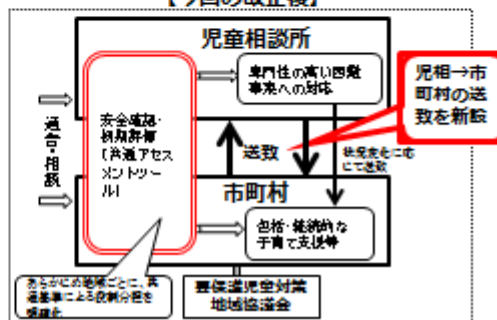 【今回の改正後】
児童相談所
専門性の高い困難
事案への対応
児相→市
町村の送
致を新設
通告・相談
安全確認・
初期評価
(共通アセス
メントツー
ル)
送致
状況変化に応
じて送致
市町村
包括・継続的な
子育て支援等
あらかじめ地域ごとに、共
通基準による役割分担を
明確化
要保護児童対策
地域協議会